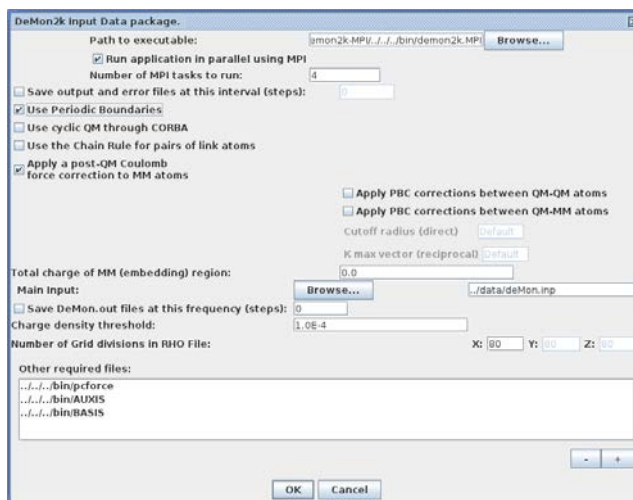 DeMon2k Input Data package.
Path to executable: emon2k-MPI/../../../bin/demon2k.MPI Browse...
Run application in parallel using MPI
Number of MPI tasks to run: 4
Save output and error files at this interval (steps): 0
Use Periodic Boundaries
Use cyclic QM through CORBA
Use the Chain Rule for pairs of link atoms
Apply a post-QM Coulomb
force correction to MM atoms
Apply PBC corrections between QM-QM atoms
Apply PBC corrections between QM-MM atoms
Cutoff radius (direct) Default
K max vector (reciprocal) Default
Total charge of MM (embedding) region: 0.0
Main Input: Browse... ../data/deMon.inp
Save DeMon.out files at this frequency (steps): 0
Charge density threshold: 1.0E-4
Number of Grid divisions in RHO File: X: 80 Y: 80 Z: 80
Other required files:
../../../bin/pcforce
../../../bin/AUXIS
../../../bin/BASIS
- +
OK Cancel